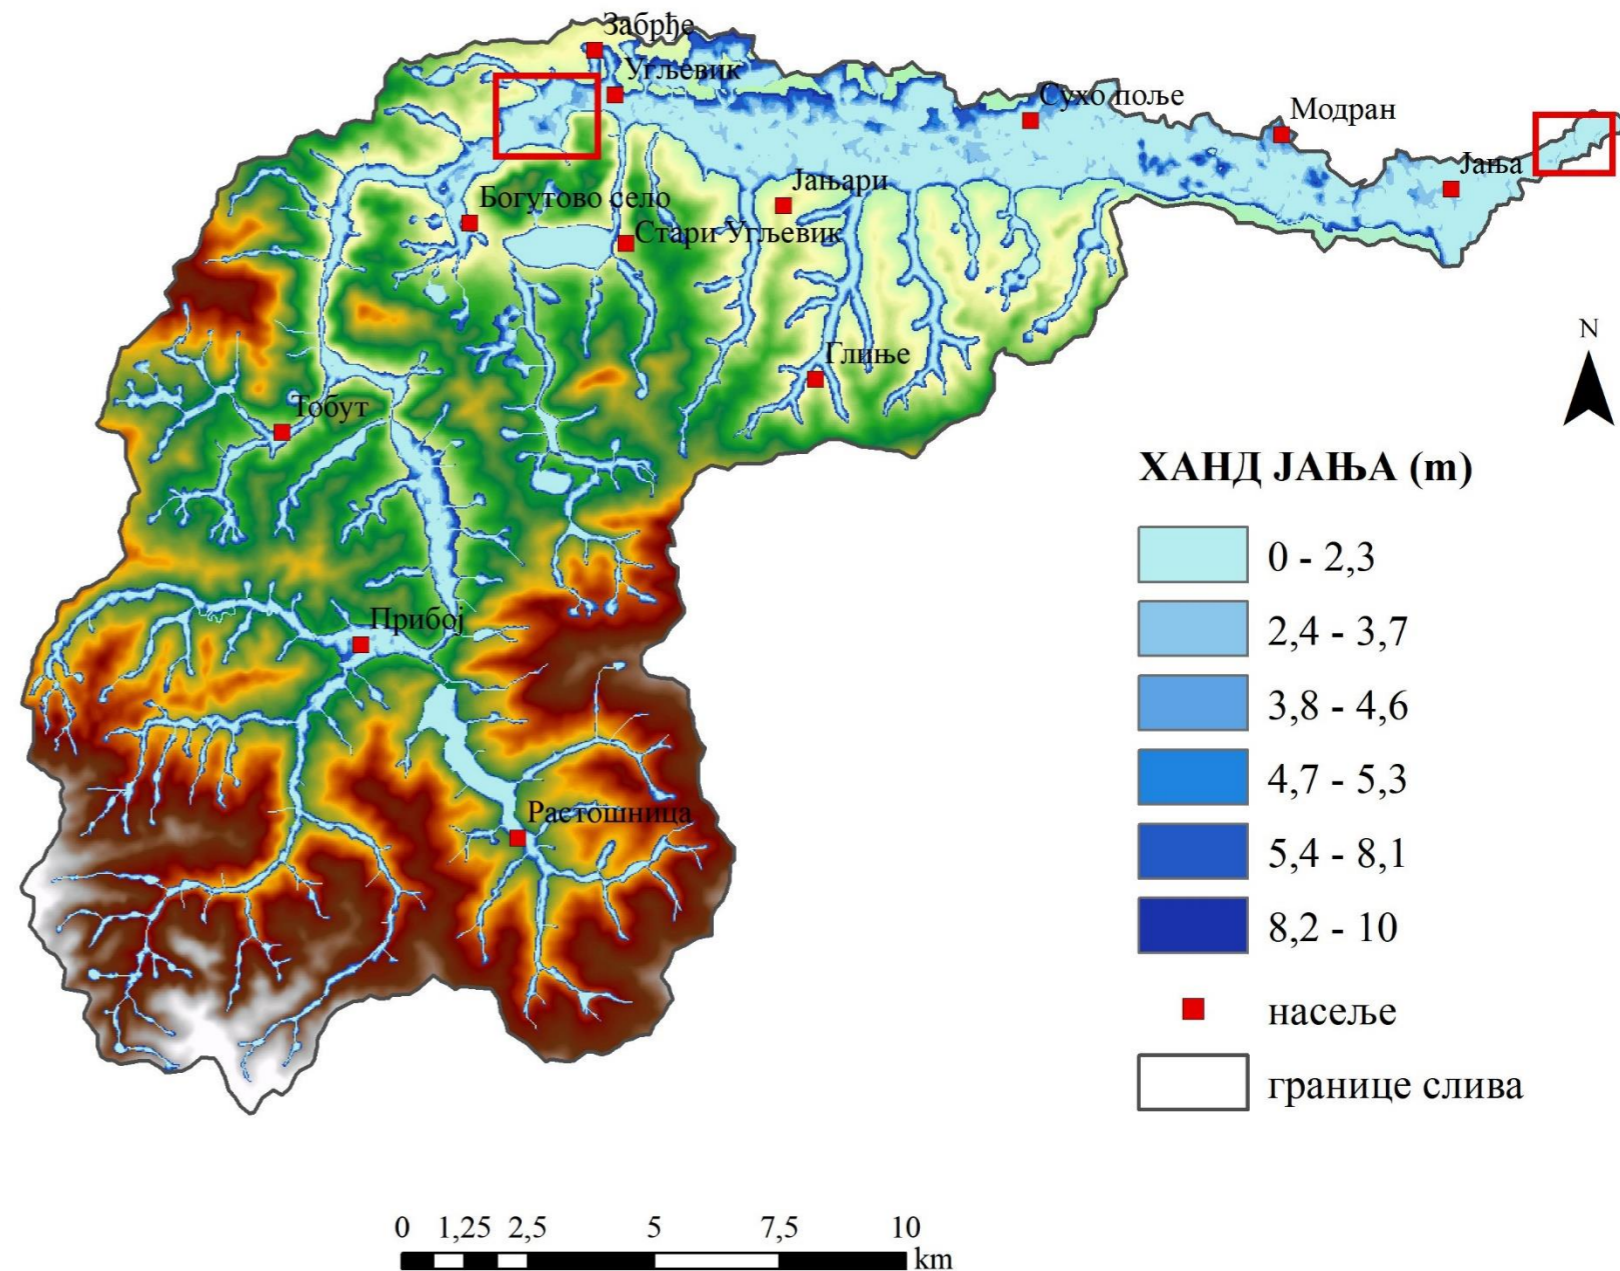 Забрђе
Угљевик
Сухо поље
Модран
Јања
Јањари
Богутово село
Стари Угљевик
N
Глиње
Тобут
ХАНД ЈАЊА (m)
0 - 2,3
2,4 - 3,7
Прибој
3,8 - 4,6
4,7 - 5,3
Растошница
5,4 - 8,1
8,2 - 10
насеље
границе слива
0 1,25 2,5 5 7,5 10
km